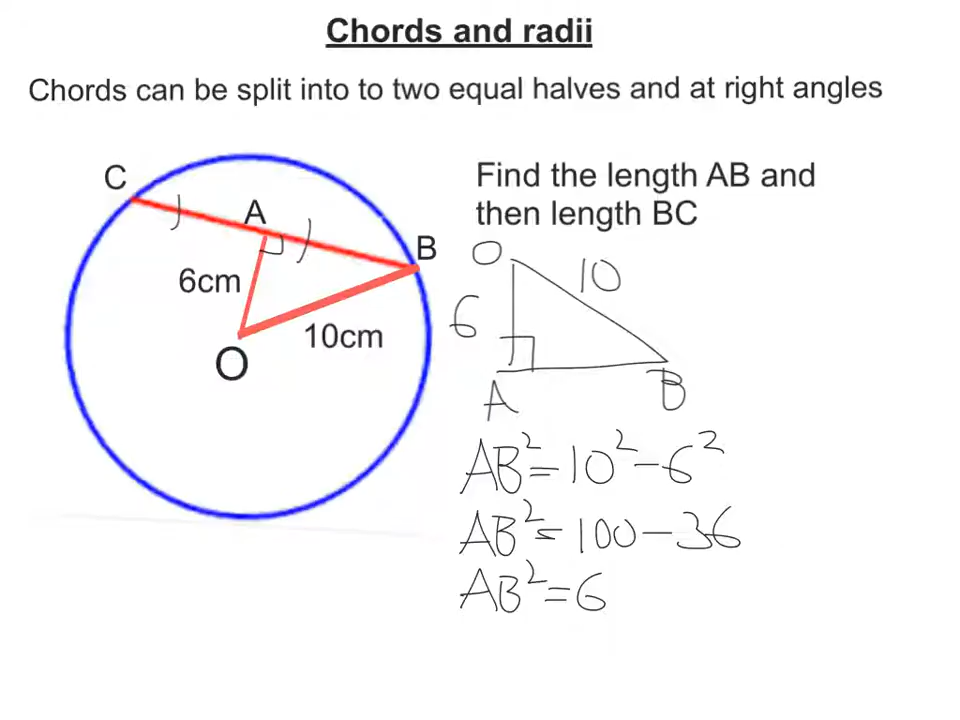 Chords and radii
Chords can be split into to two equal halves and at right angles
Find the length AB and
then length BC
C
A
B
6cm
10cm
O
O
10
6
A
B
AB²=10²-6²
AB²=100-36
AB²=6